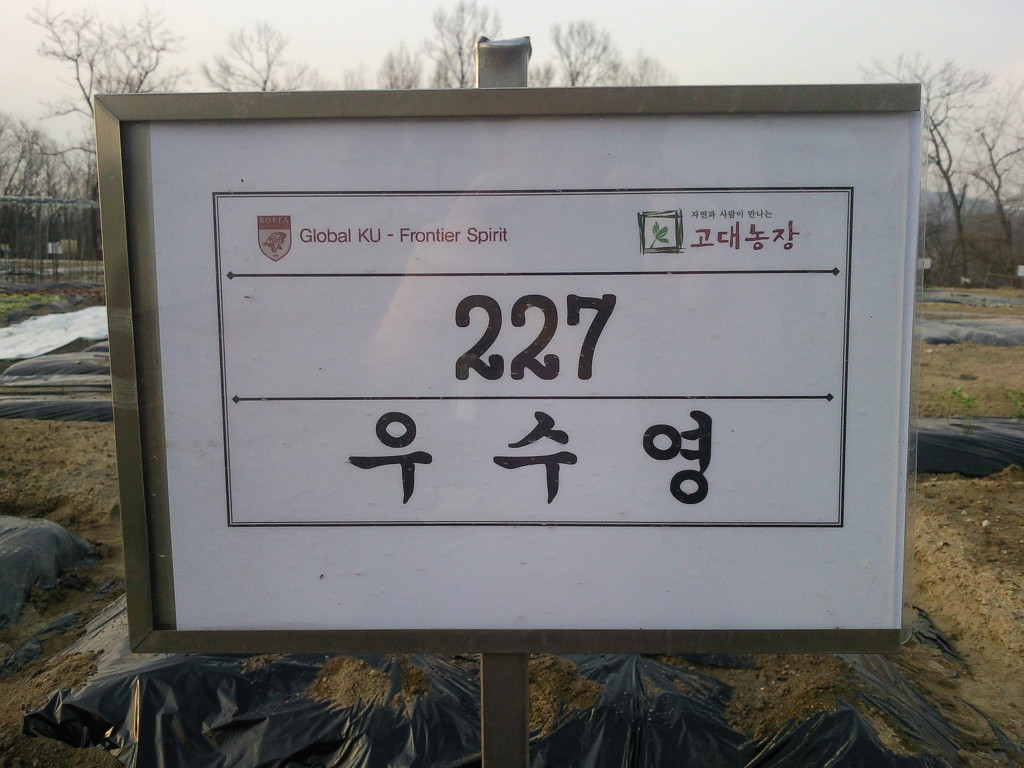 KOREA
Global KU - Frontier Spirit
자연과 사람이 만나는
고대농장
227
우 수 영